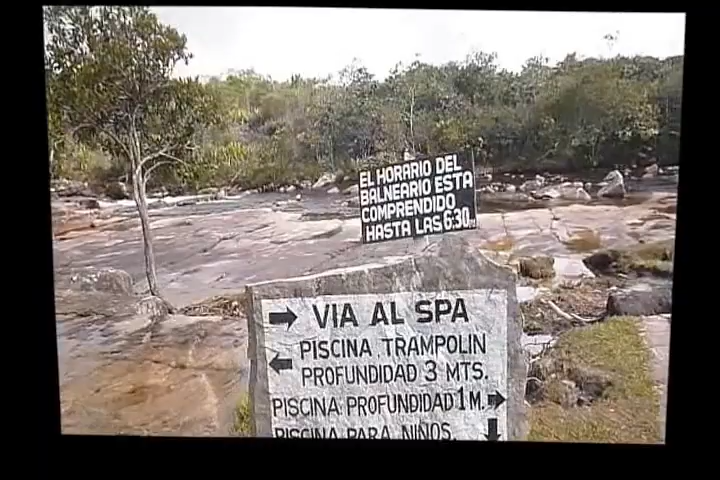 EL HORARIO DEL
BALNEARIO ESTA
COMPRENDIDO
HASTA LAS 6:30 PM
VIA AL SPA
PISCINA TRAMPOLIN
PROFUNDIDAD 3 MTS.
PISCINA PROFUNDIDAD 1 M.
PISCINA PARA NIÑOS.